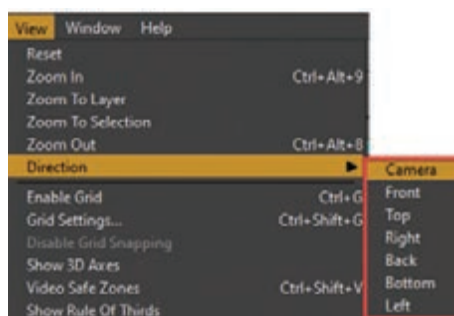 View Window Help
Reset
Zoom In Ctrl+Alt+9
Zoom To Layer
Zoom To Selection
Zoom Out Ctrl+Alt+8
Direction
Enable Grid Ctrl+G
Grid Settings... Ctrl+Shift+G
Disable Grid Snapping
Show 3D Axes
Video Safe Zones Ctrl+Shift+V
Show Rule Of Thirds
Camera
Front
Top
Right
Back
Bottom
Left